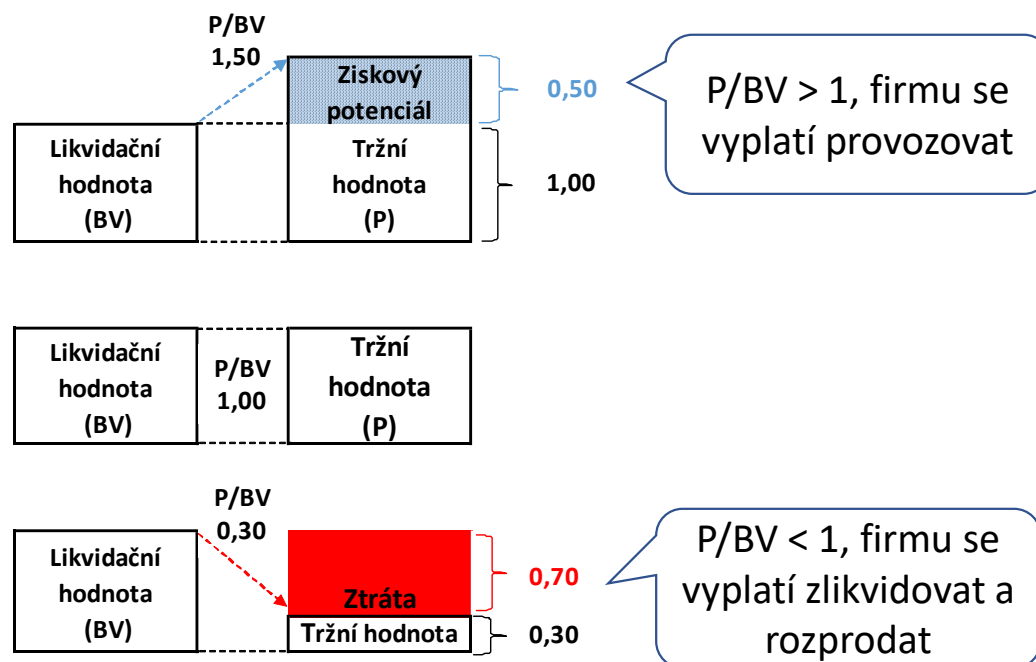 P/BV
1,50
Ziskový
potenciál
0,50
P/BV > 1, firmu se
vyplatí provozovat
Likvidační
hodnota
(BV)
Tržní
hodnota
(P)
1,00
Likvidační
hodnota
(BV)
P/BV
1,00
Tržní
hodnota
(P)
P/BV
0,30
Likvidační
hodnota
(BV)
Ztráta
0,70
Tržní hodnota
0,30
P/BV < 1, firmu se
vyplatí zlikvidovat a
rozprodat